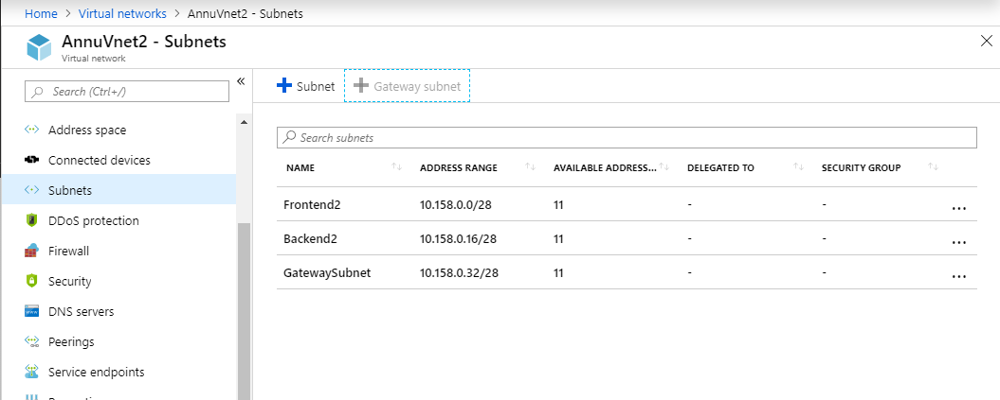 Home > Virtual networks > AnnuVnet2 - Subnets
AnnuVnet2 - Subnets
Virtual network
Search (Ctrl+/)
Address space
Connected devices
Subnets
DDoS protection
Firewall
Security
DNS servers
Peerings
Service endpoints
+ Subnet + Gateway subnet
Search subnets
NAME ADDRESS RANGE AVAILABLE ADDRESS... DELEGATED TO SECURITY GROUP
Frontend2 10.158.0.0/28 11 - - ...
Backend2 10.158.0.16/28 11 - - ...
GatewaySubnet 10.158.0.32/28 11 - - ...